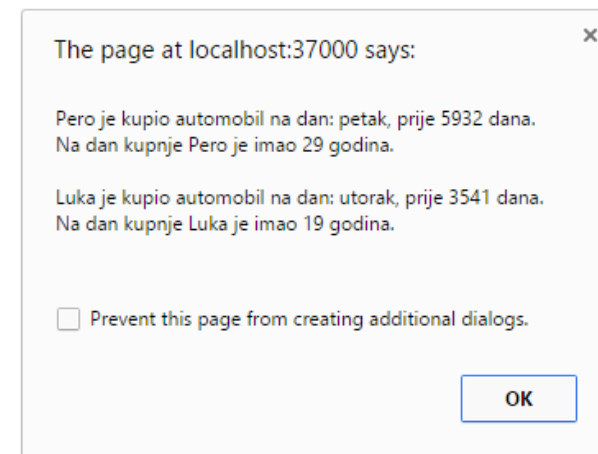 The page at localhost:37000 says:
Pero je kupio automobil na dan: petak, prije 5932 dana.
Na dan kupnje Pero je imao 29 godina.
Luka je kupio automobil na dan: utorak, prije 3541 dana.
Na dan kupnje Luka je imao 19 godina.
Prevent this page from creating additional dialogs.
OK